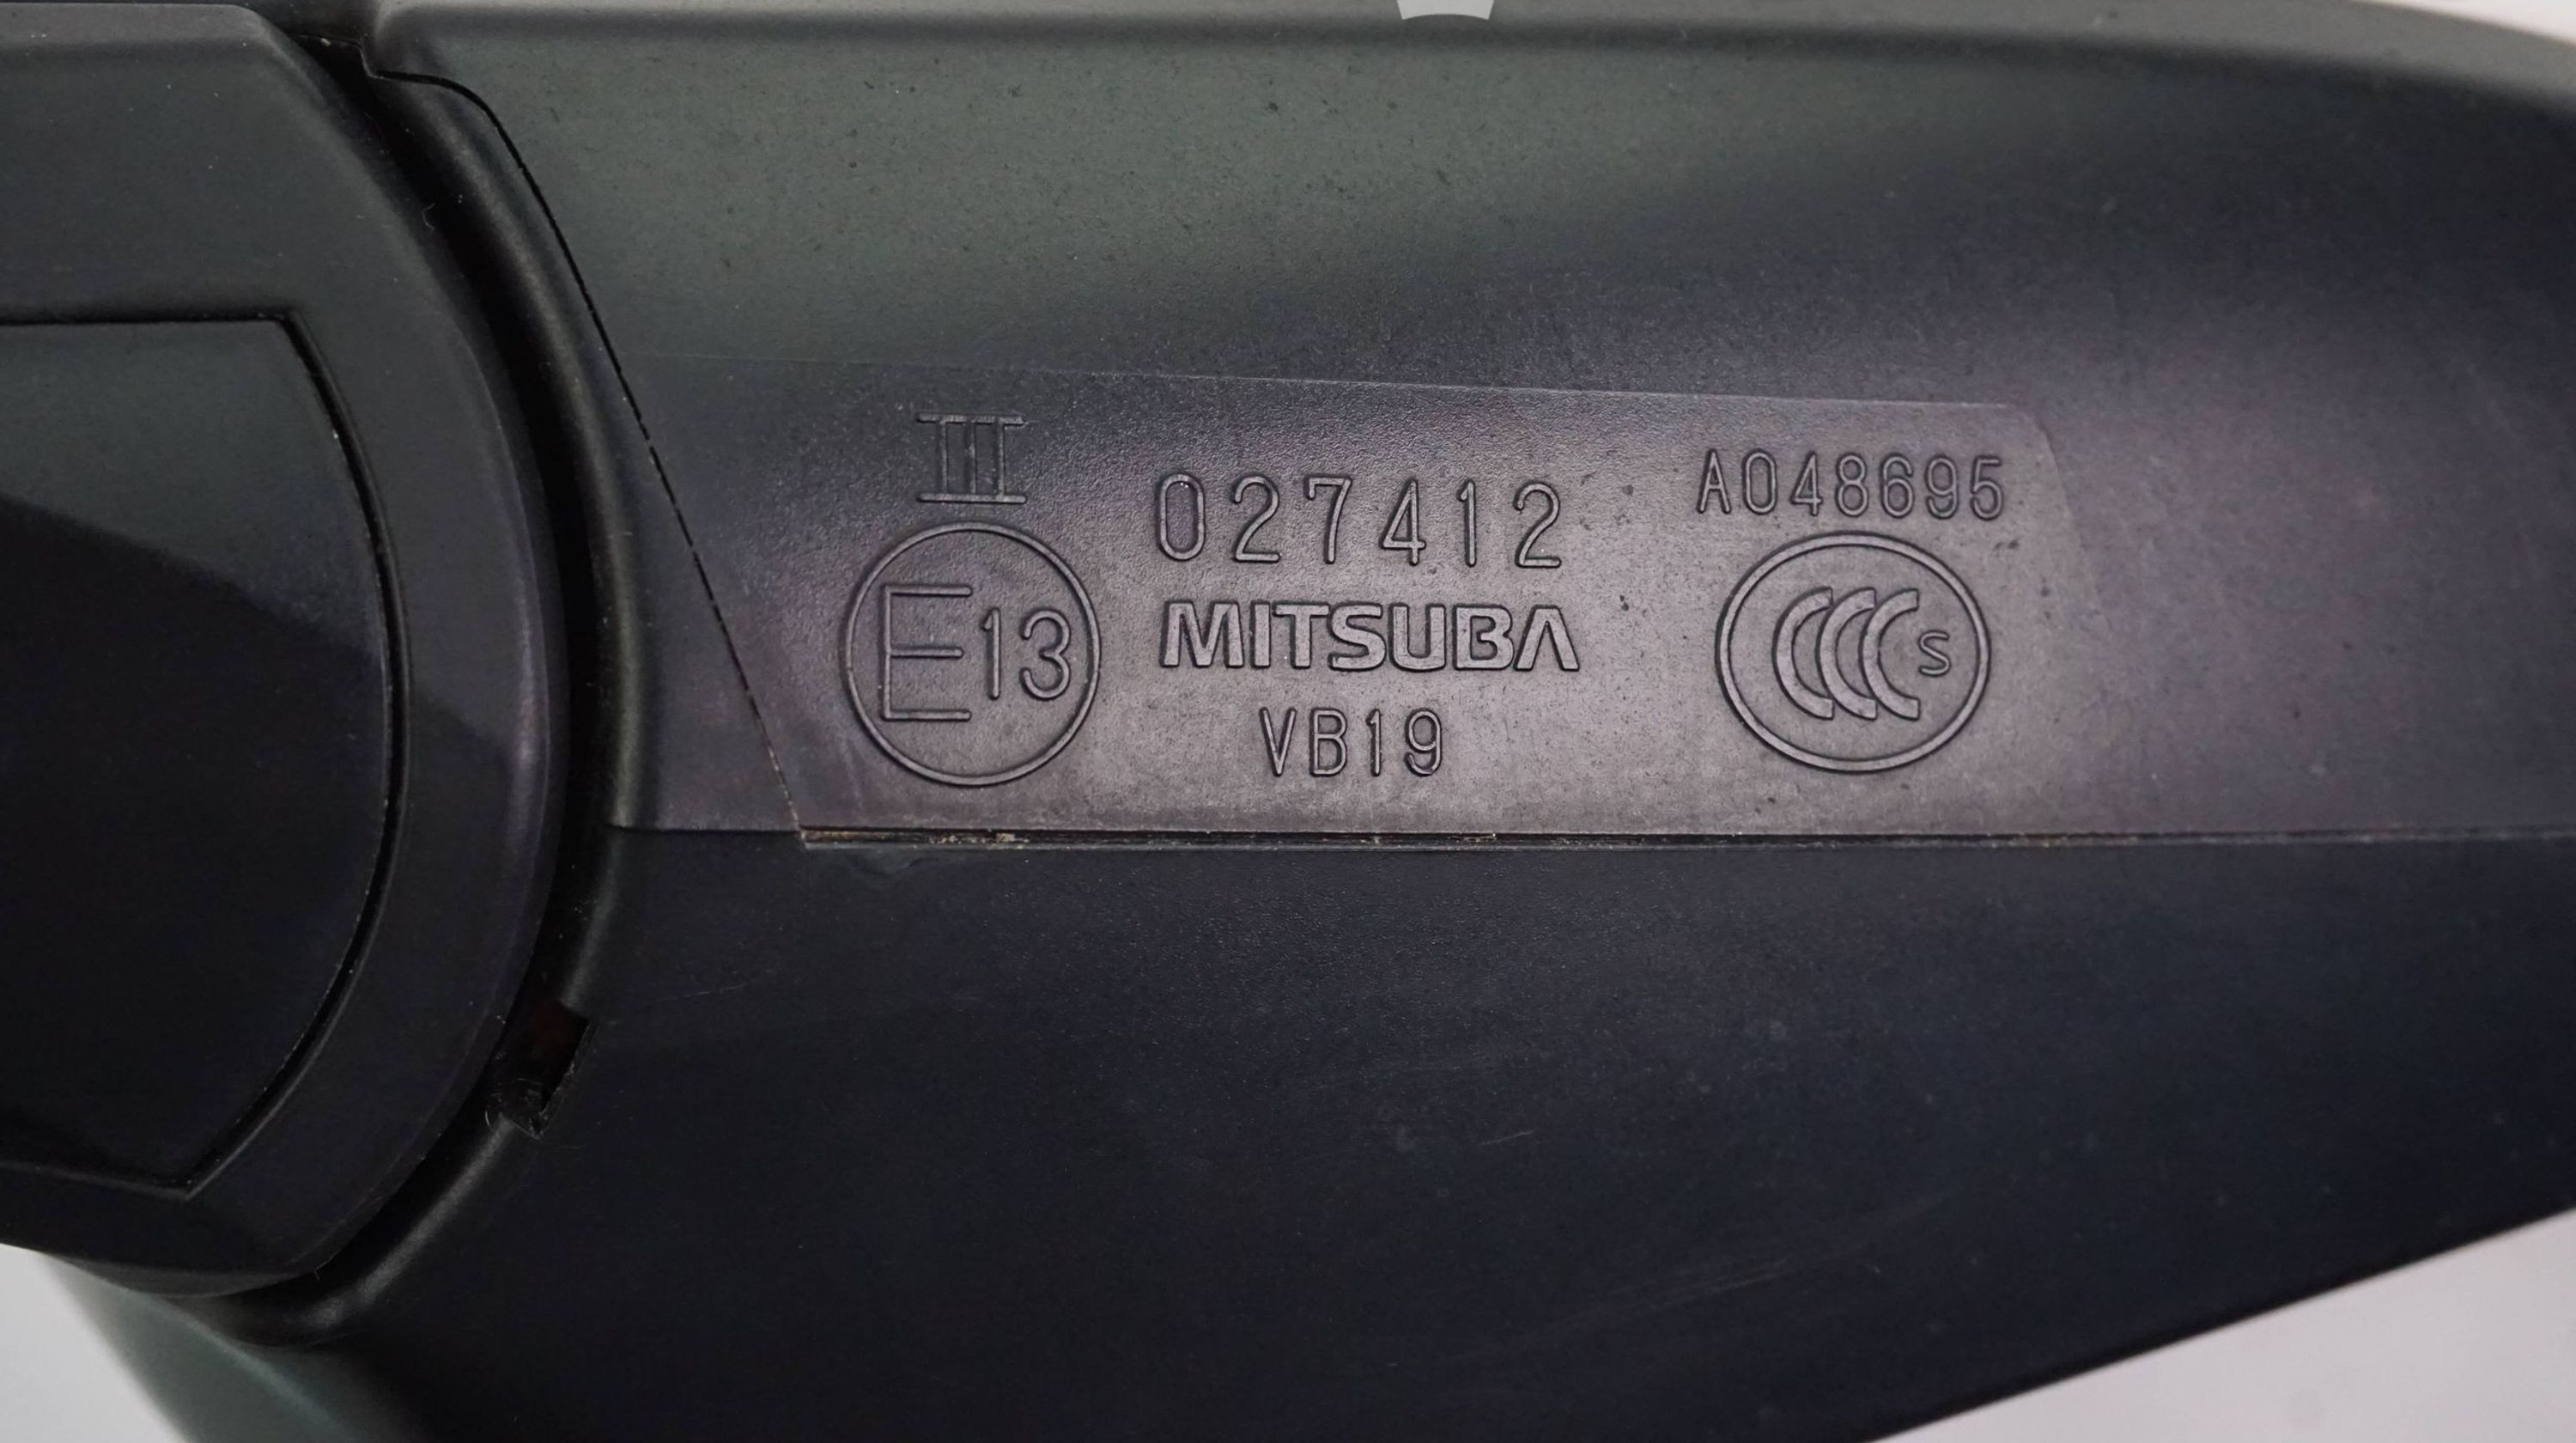 III
E13
027412
MITSUBA
VB19
A048695
CCC S